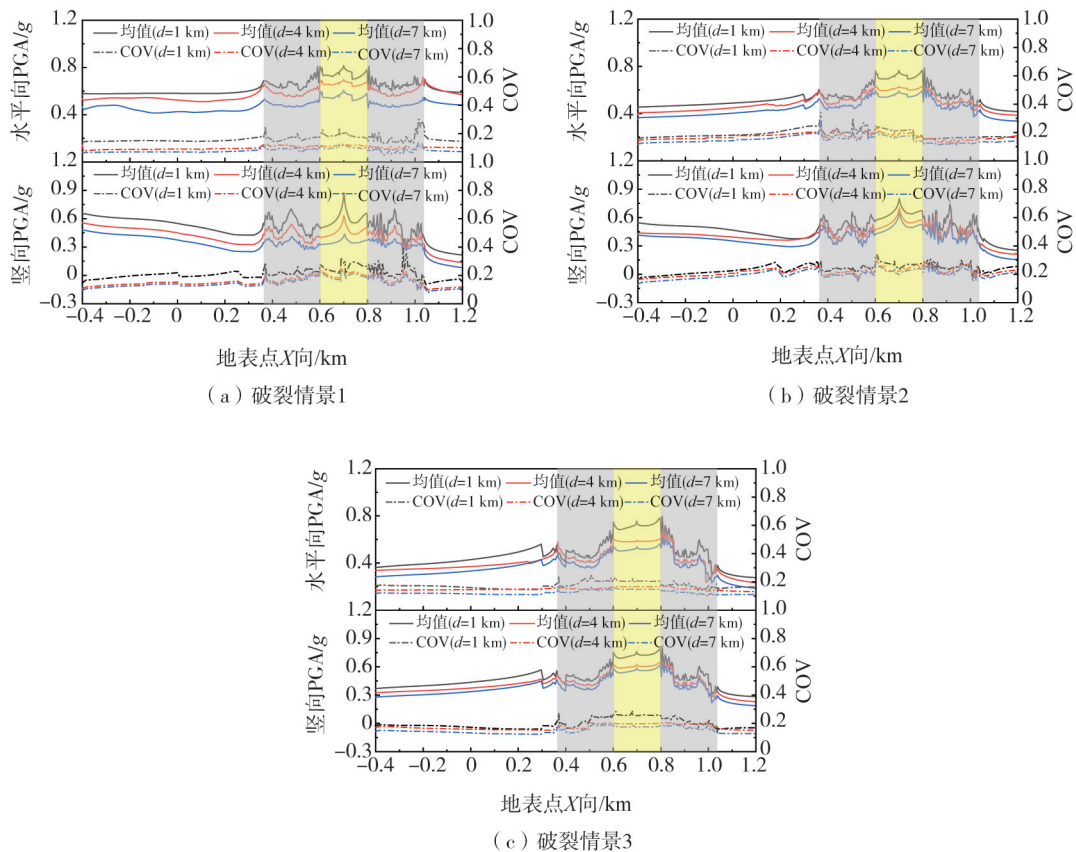 1.2 1.0
均值(d=1 km) 均值(d=4 km) 均值(d=7 km)
COV(d=1 km) COV(d=4 km) COV(d=7 km)
0.8
0.8 0.6
水平向PGA/g COV
0.4 0.4
0.2
1.2 1.0
均值(d=1 km) 均值(d=4 km) 均值(d=7 km)
0.9 COV(d=1 km) COV(d=4 km) COV(d=7 km) 0.8
0.6 0.6
竖向PGA/g COV
0.3 0.4
0 0.2
−0.3 0
−0.4 −0.2 0 0.2 0.4 0.6 0.8 1.0 1.2
地表点X向/km
(a)破裂情景1
1.2 1.0
均值(d=1 km) 均值(d=4 km) 均值(d=7 km)
COV(d=1 km) COV(d=4 km) COV(d=7 km)
0.8
0.8 0.6
水平向PGA/g COV
0.4 0.4
0.2
1.2 1.0
均值(d=1 km) 均值(d=4 km) 均值(d=7 km)
0.9 COV(d=1 km) COV(d=4 km) COV(d=7 km) 0.8
0.6 0.6
竖向PGA/g COV
0.3 0.4
0 0.2
−0.3 0
−0.4 −0.2 0 0.2 0.4 0.6 0.8 1.0 1.2
地表点X向/km
(b)破裂情景2
1.2 1.0
均值(d=1 km) 均值(d=4 km) 均值(d=7 km)
COV(d=1 km) COV(d=4 km) COV(d=7 km)
0.8
0.8 0.6
水平向PGA/g COV
0.4 0.4
0.2
1.2 1.0
均值(d=1 km) 均值(d=4 km) 均值(d=7 km)
0.9 COV(d=1 km) COV(d=4 km) COV(d=7 km) 0.8
0.6 0.6
竖向PGA/g COV
0.3 0.4
0 0.2
−0.3 0
−0.4 −0.2 0 0.2 0.4 0.6 0.8 1.0 1.2
地表点X向/km
(c)破裂情景3